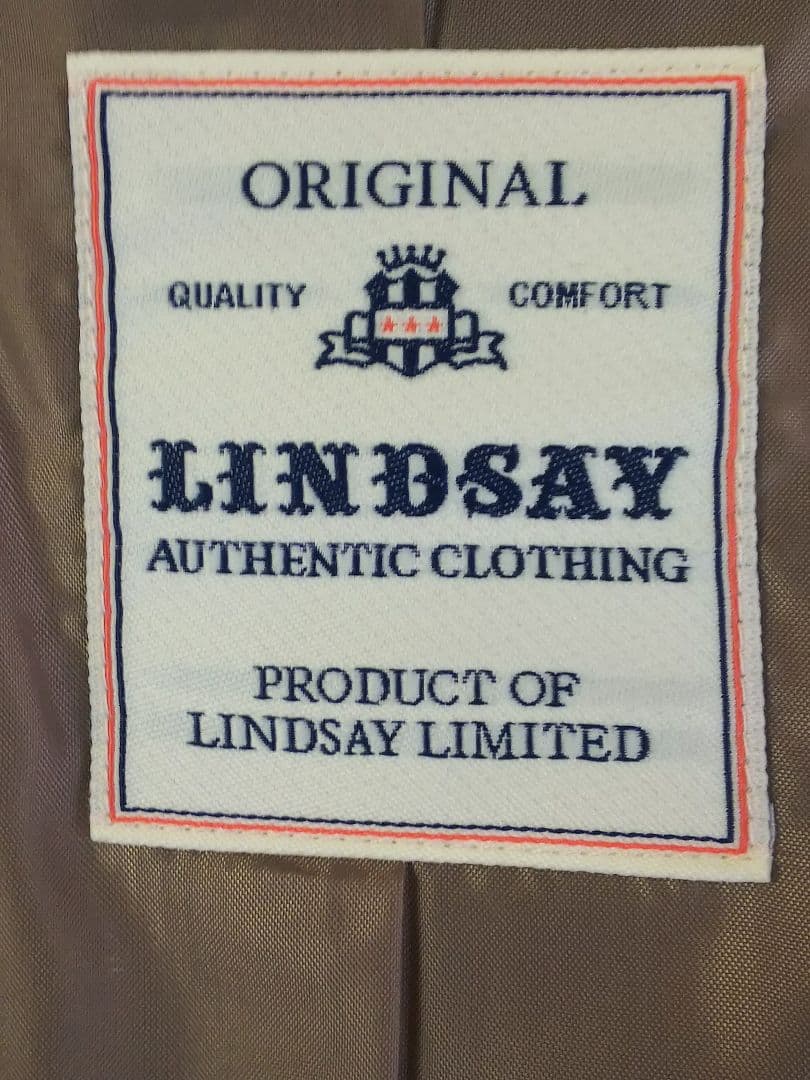 ORIGINAL
QUALITY COMFORT
LINDSAY
AUTHENTIC CLOTHING
PRODUCT OF
LINDSAY LIMITED